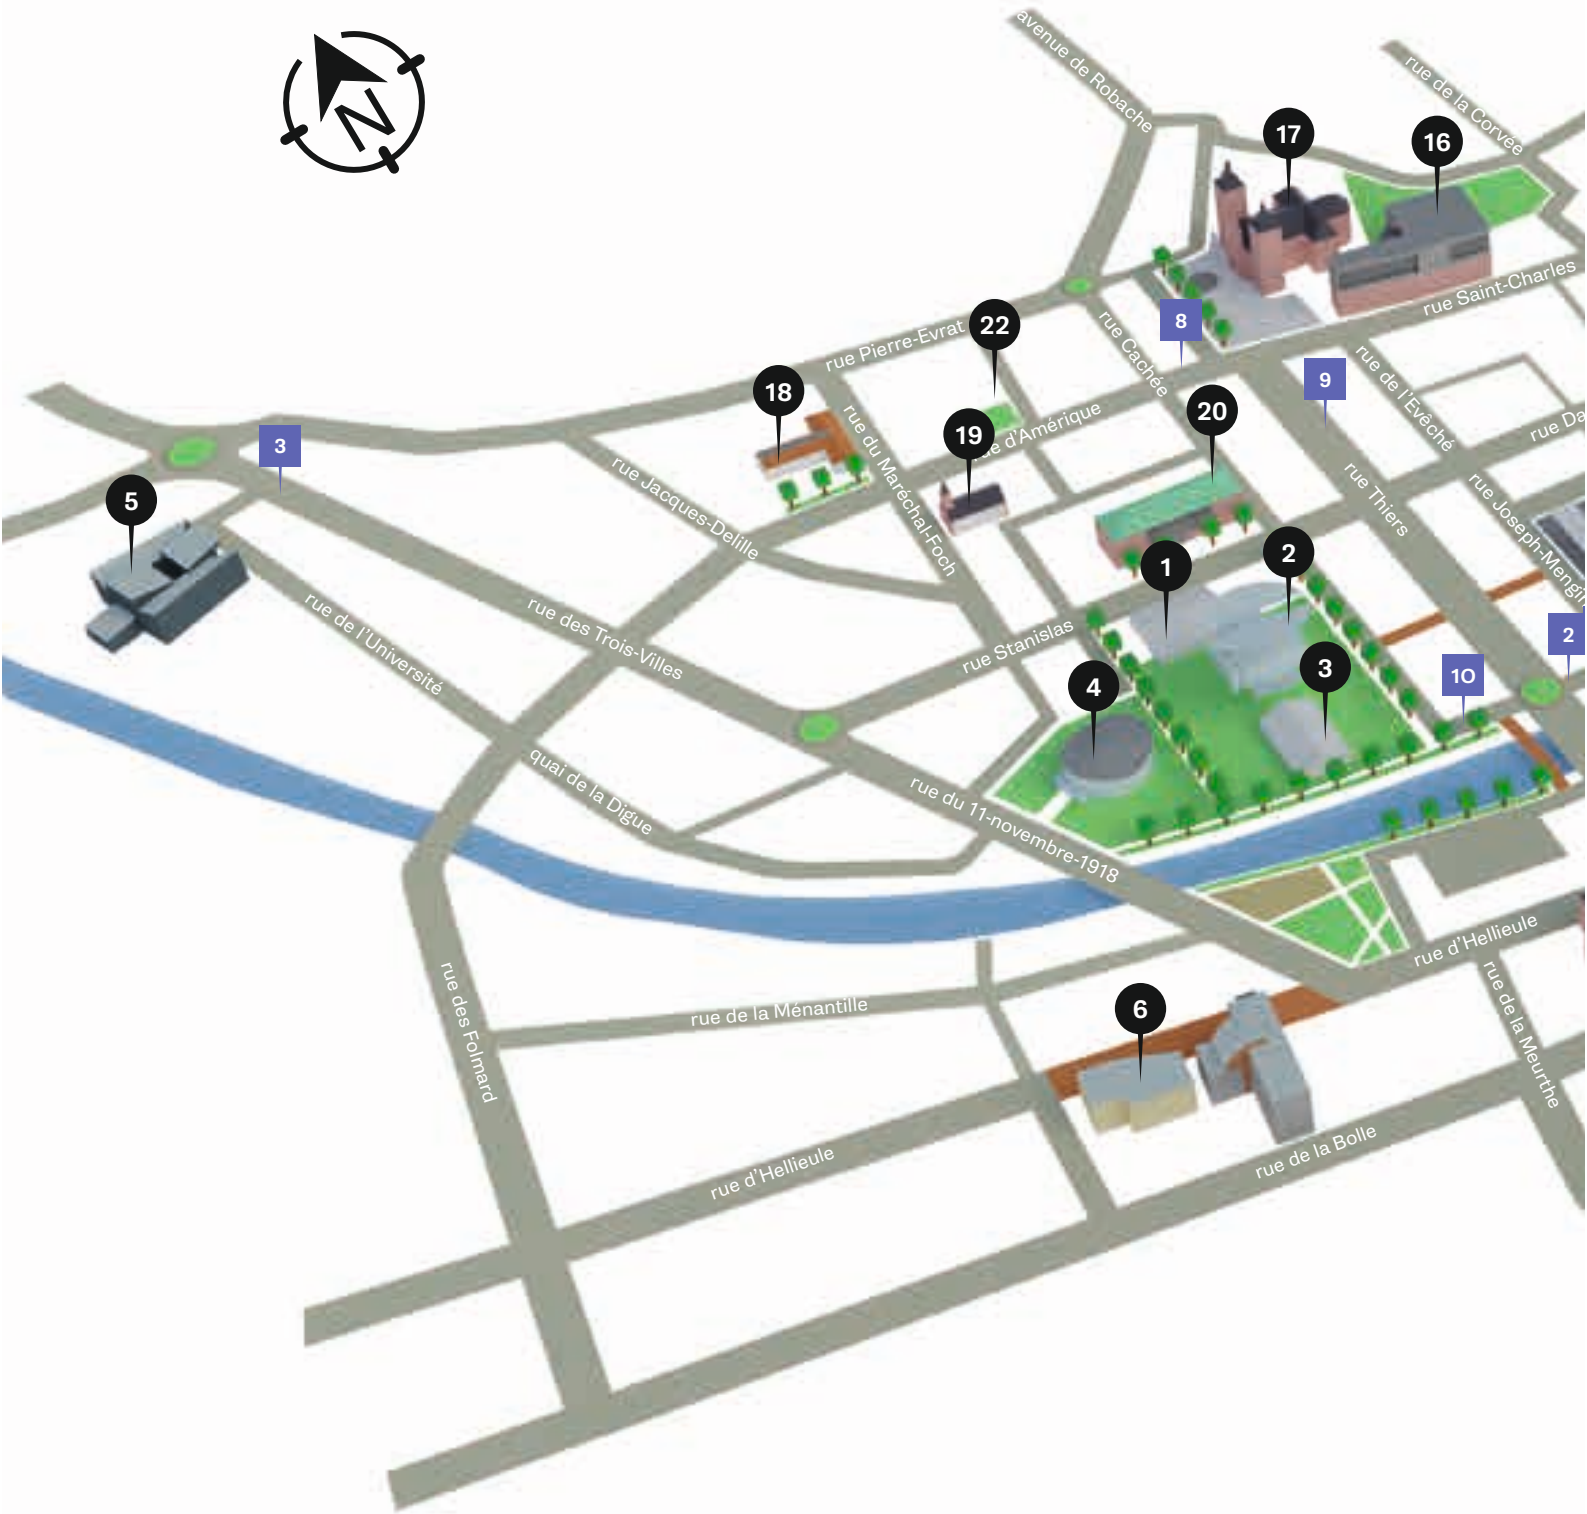 avenue de Robache
rue de la Corvée
N
17
16
rue Saint-Charles
8
22
rue Pierre-Evrat
rue Cachée
rue de l'Evêché
9
18
20
19
rue d'Amérique
rue Da
rue du Maréchal-Foch
3
5
rue Jacques-Delille
rue Thiers
rue Joseph-Mengin
1
2
rue de l'Université
rue des Trois-Villes
rue Stanislas
2
3
4
10
quai de la Digue
rue du 11-novembre-1918
rue d'Hellieule
rue des Folmard
rue de la Ménantille
6
rue de la Meurthe
rue d'Hellieule
rue de la Bolle